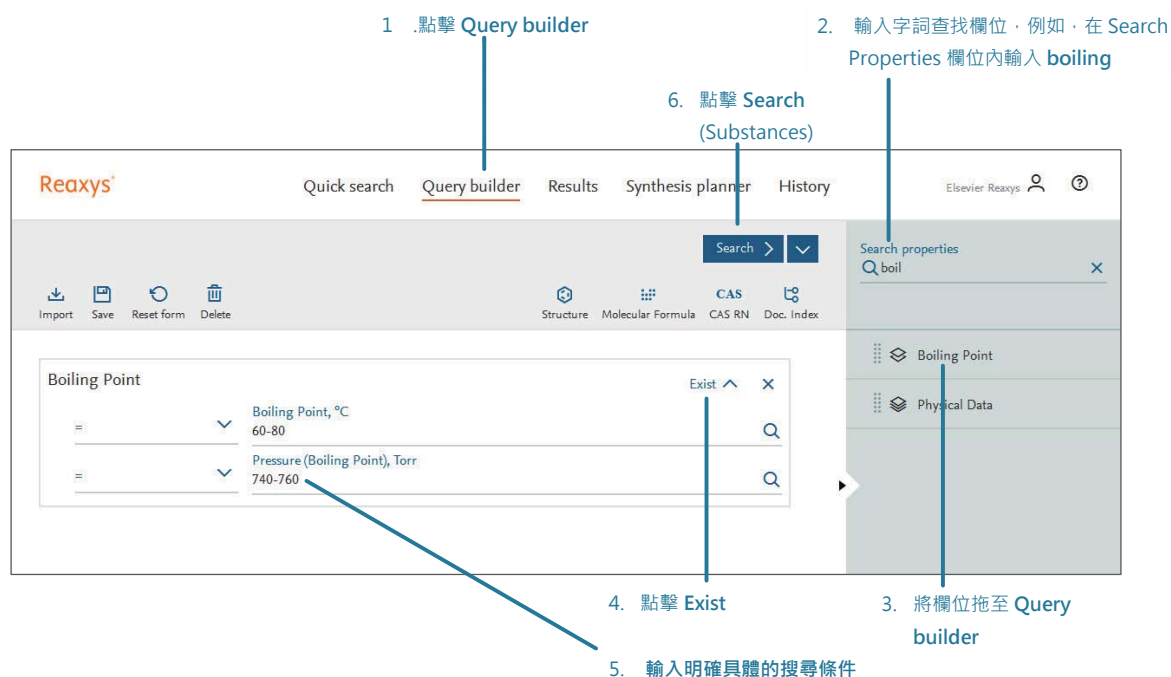 1 .點擊 Query builder
2. 輸入字詞查找欄位，例如，在 Search
Properties 欄位內輸入 boiling
6. 點擊 Search
(Substances)
Reaxys
Quick search Query builder Results Synthesis planner History
Elsevier Reaxys
Search
Search properties
boil
Import Save Reset form Delete
CAS
Structure Molecular Formula CAS RN Doc. Index
Boiling Point
Physical Data
Boiling Point
Exist
Boiling Point, °C
= 60-80
Pressure (Boiling Point), Torr
= 740-760
4. 點擊 Exist
3. 將欄位拖至 Query
builder
5. 輸入明確具體的搜尋條件